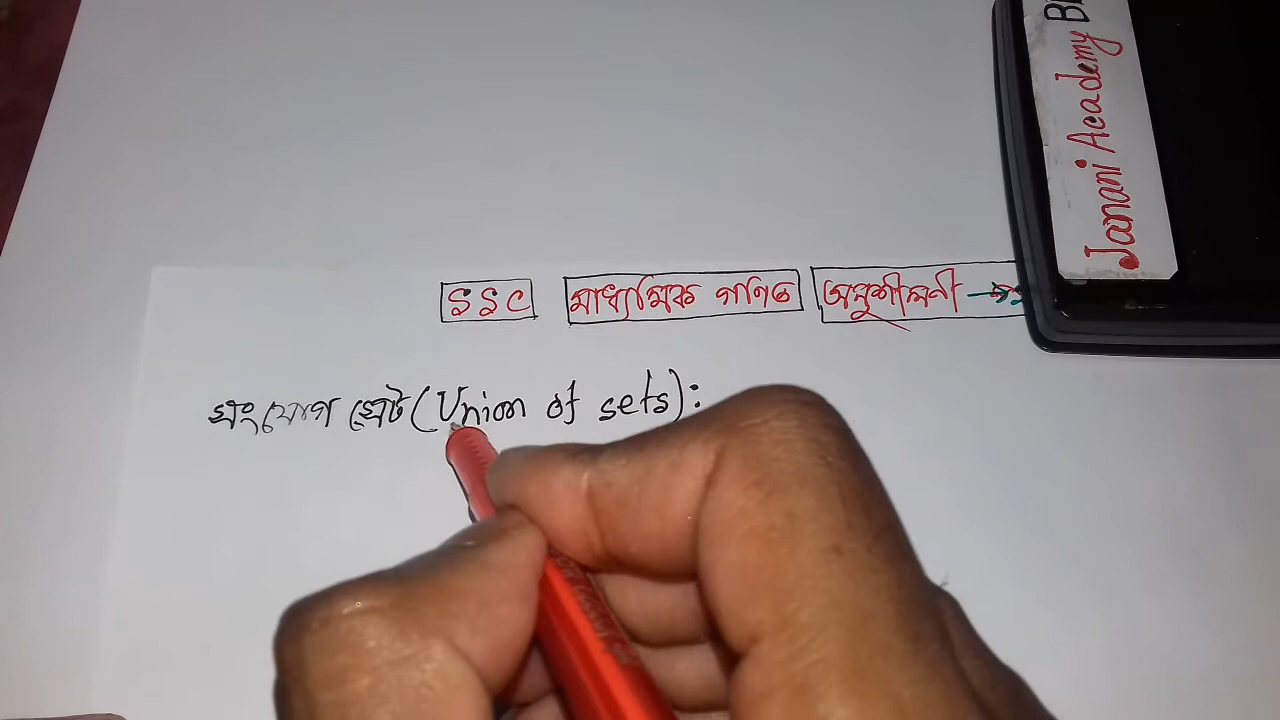 Janani Academy
SSC মাধ্যমিক গণিত অনুশীলনী →
সংযোগ সেট (Union of sets):